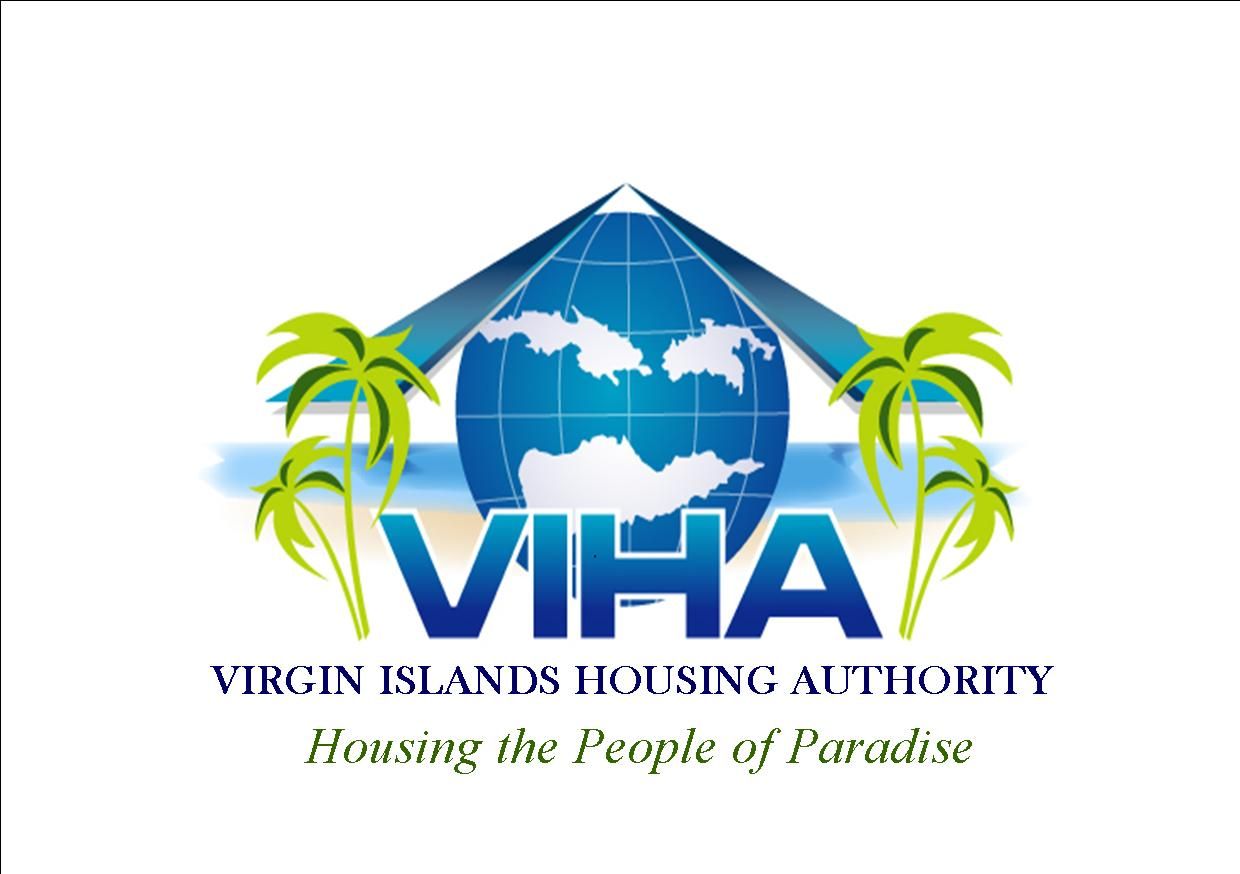 VIHA
VIRGIN ISLANDS HOUSING AUTHORITY
Housing the People of Paradise